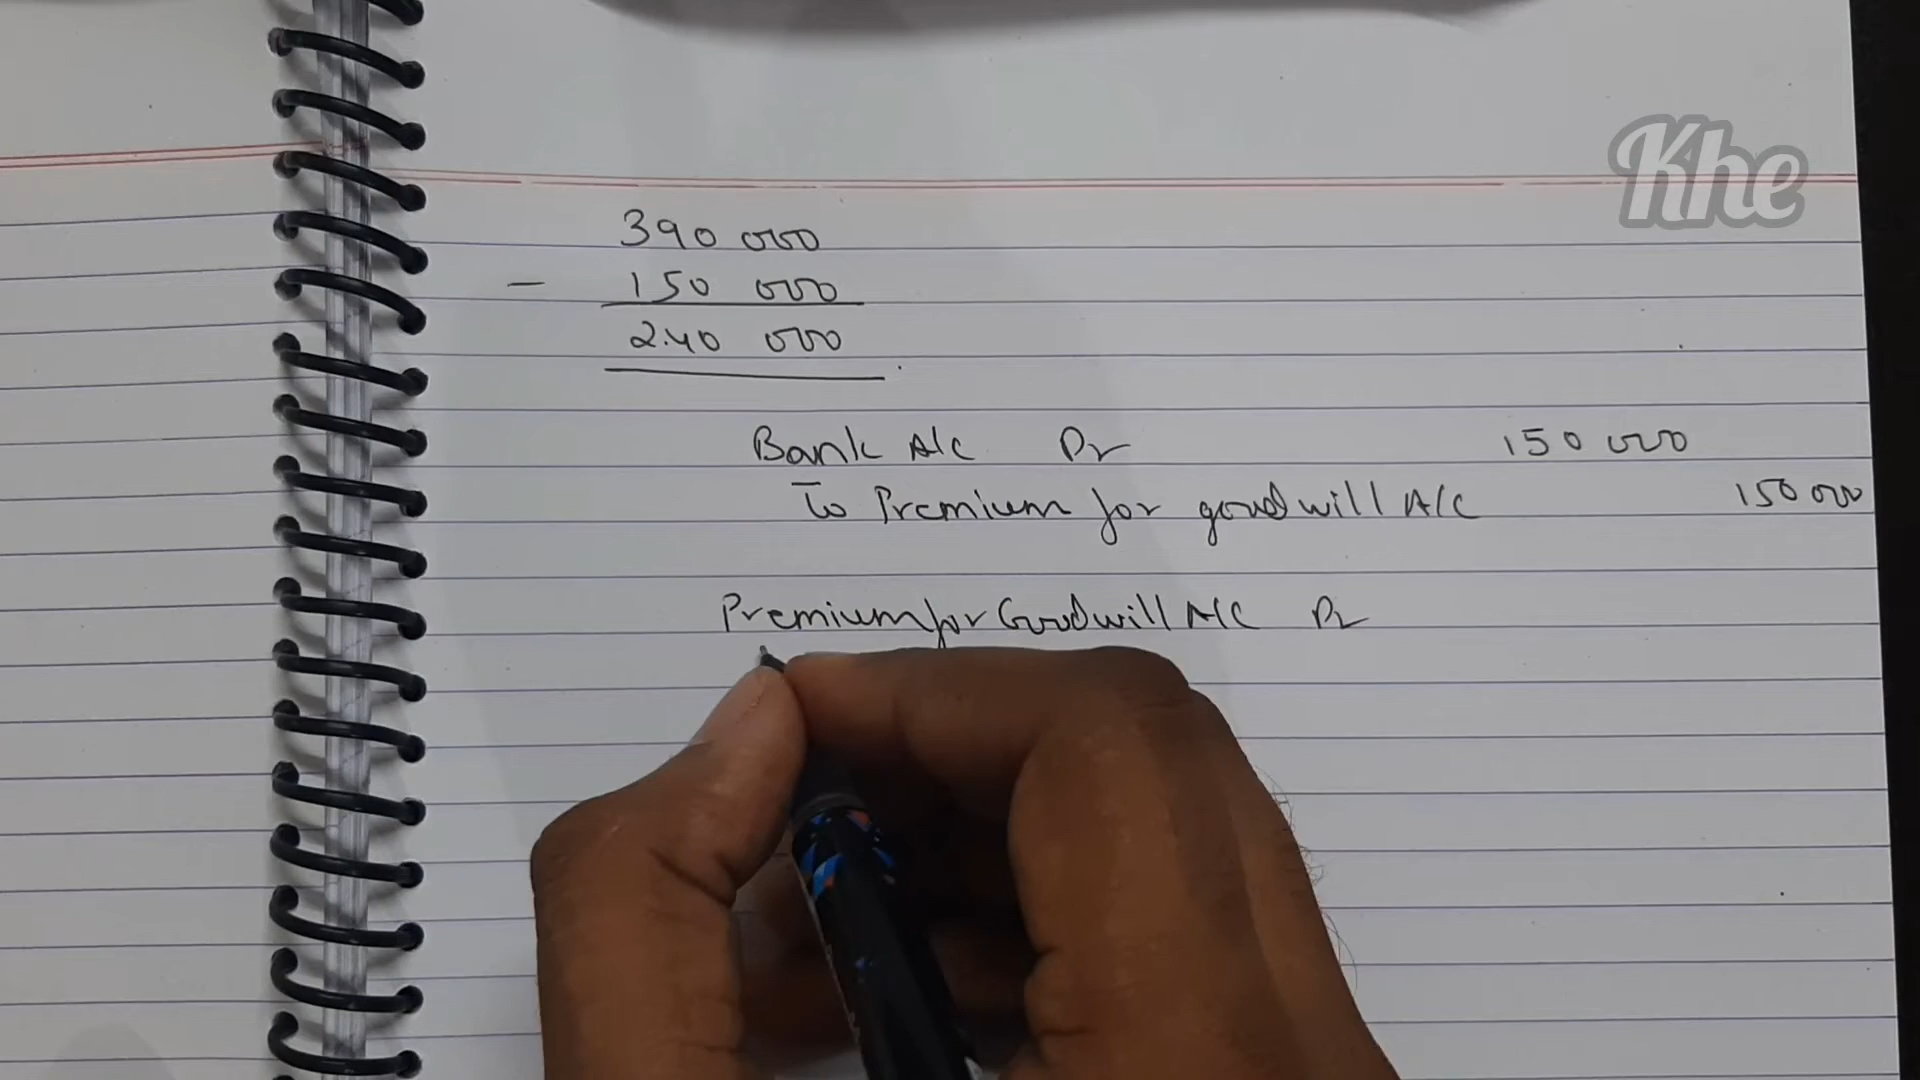 Khe
390 000
- 150 000
240 000
Bank A/c Dr 150 000
To Premium for goodwill A/c 150 000
Premium for Goodwill A/C Dr